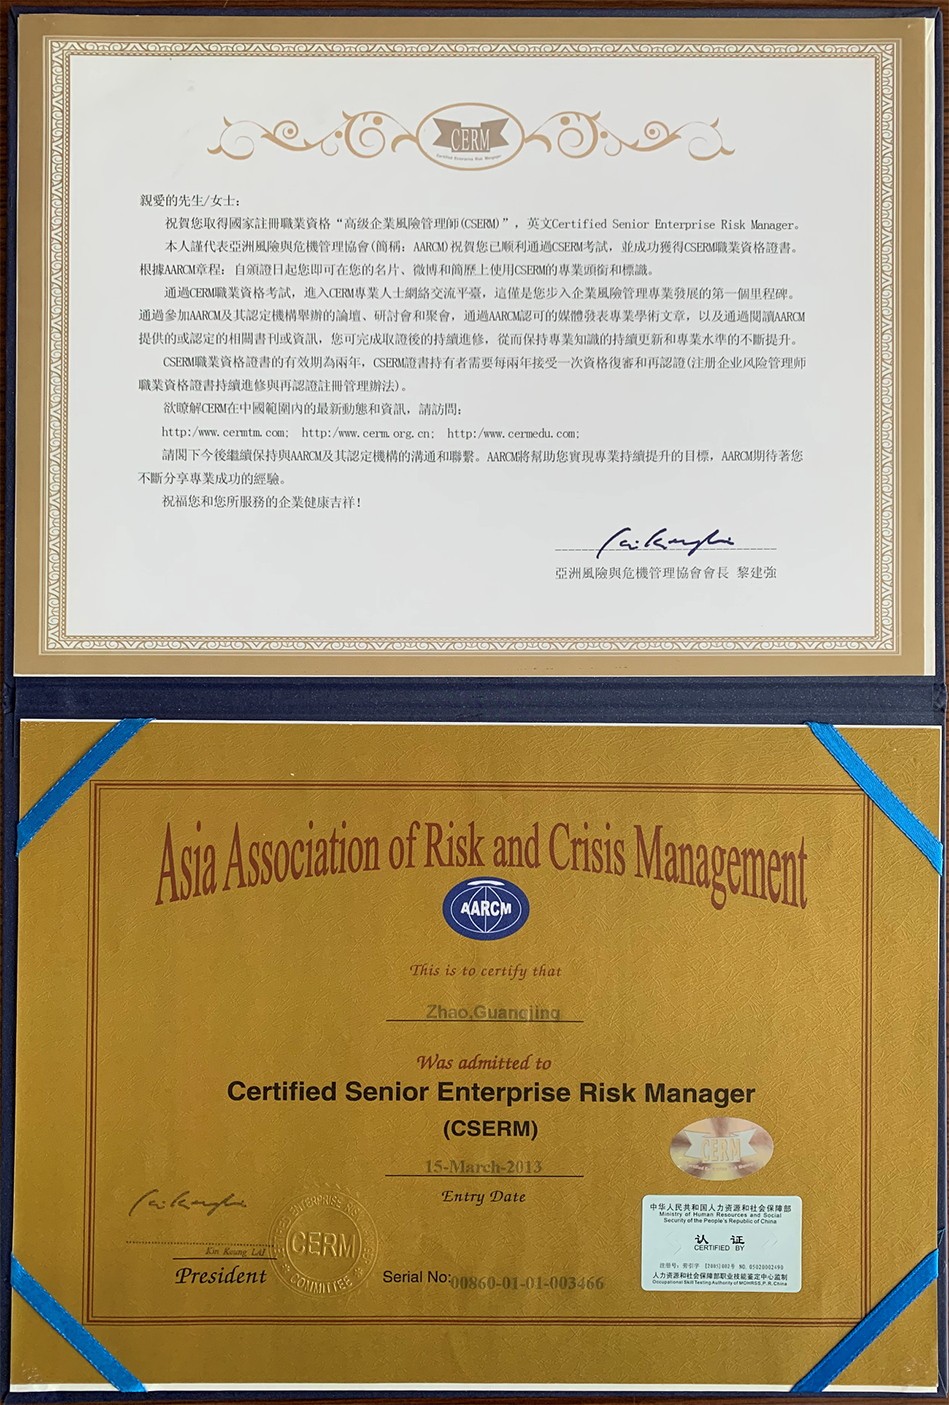 CERM
Certified Enterprise Risk Manager
親愛的先生/女士:
祝賀您取得國家註冊職業資格“高级企業風險管理師(CSERM)”, 英文Certified Senior Enterprise Risk Manager。
本人謹代表亞洲風險與危機管理協會(簡稱: AARCM)祝賀您已顺利通過CSERM考試, 並成功獲得CSERM職業資格證書。
根據AARCM章程: 自頒證日起您即可在您的名片、微博和簡歷上使用CSERM的專業頭銜和標識。
通過CERM職業資格考試, 進入CERM專業人士網絡交流平臺, 這僅是您步入企業風險管理專業發展的第一個里程碑。
通過參加AARCM及其認定機構舉辦的論壇、研討會和聚會, 通過AARCM認可的媒體發表專業學術文章, 以及通過閱讀AARCM
提供的或認定的相關書刊或資訊, 您可完成取證後的持續進修, 從而保持專業知識的持續更新和專業水準的不斷提升。
CSERM職業資格證書的有效期為兩年, CSERM證書持有者需要每兩年接受一次資格復審和再認證(注册企业风险管理师
職業資格證書持續進修與再認證註冊管理辦法)。
欲瞭解CERM在中國範圍內的最新動態和資訊, 請訪問:
http:/www.cermtm.com; http:/www.cerm.org.cn; http:/www.cermedu.com;
請閣下今後繼續保持與AARCM及其認定機構的溝通和聯繫。AARCM將幫助您實現專業持續提升的目標, AARCM期待著您
不斷分享專業成功的經驗。
祝福您和您所服務的企業健康吉祥!
亞洲風險與危機管理協會會長 黎建強
Asia Association of Risk and Crisis Management
AARCM
This is to certify that
Zhao,Guangjing
Was admitted to
Certified Senior Enterprise Risk Manager
(CSERM)
15-March-2013
Entry Date
CERM
Kin Keung LAI
President
ENTERPRISE RISK
CERM
COMMITTEE
Serial No:00860-01-01-003466
中华人民共和国人力资源和社会保障部
Ministry of Human Resources and Social
Security of the People's Republic of China
认 证
CERTIFIED BY
NO. 05020002490
人力资源和社会保障部职业技能鉴定中心监制
Occupational Skill Testing Authority of MOHRSS,P.R.China